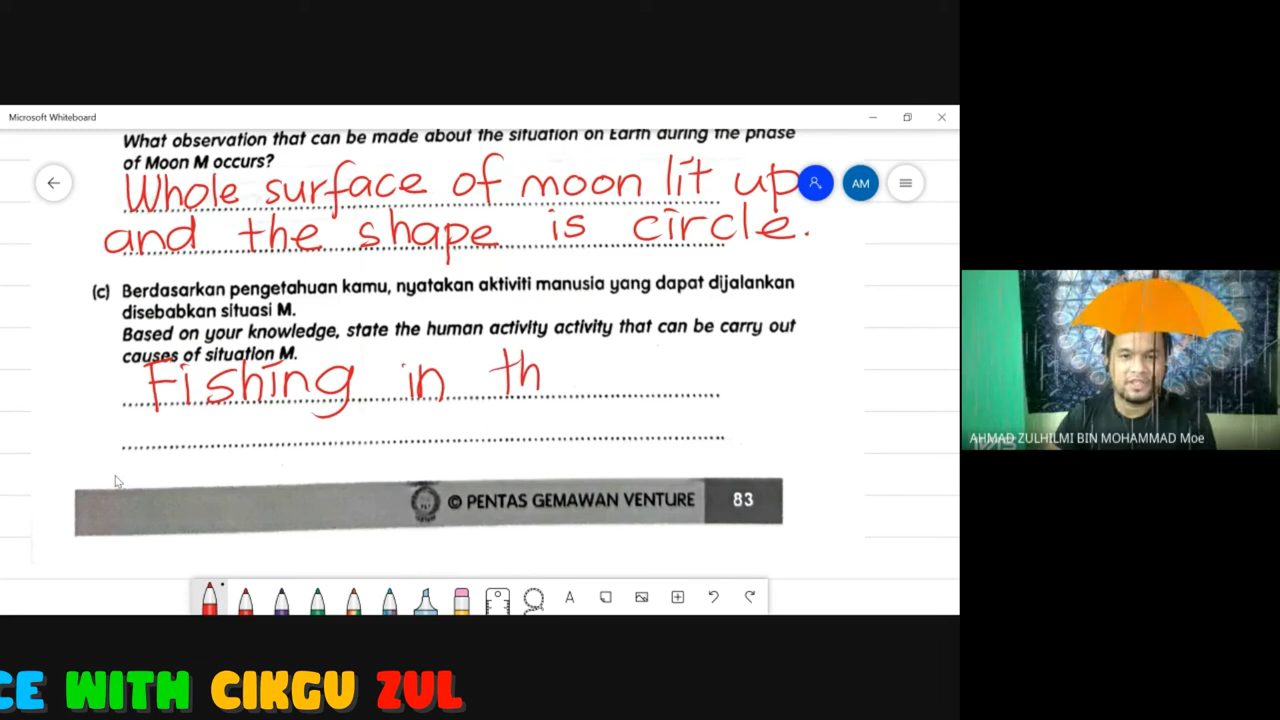 Microsoft Whiteboard
What observation that can be made about the situation on Earth during the phase
of Moon M occurs?
Whole surface of moon lit up
and the shape is circle.
AM
(c) Berdasarkan pengetahuan kamu, nyatakan aktiviti manusia yang dapat dijalankan
disebabkan situasi M.
Based on your knowledge, state the human activity activity that can be carry out
causes of situation M.
Fishing in th
© PENTAS GEMAWAN VENTURE 83
A
AHMAD ZULHILMI BIN MOHAMMAD Moe
CE WITH CIKGU ZUL